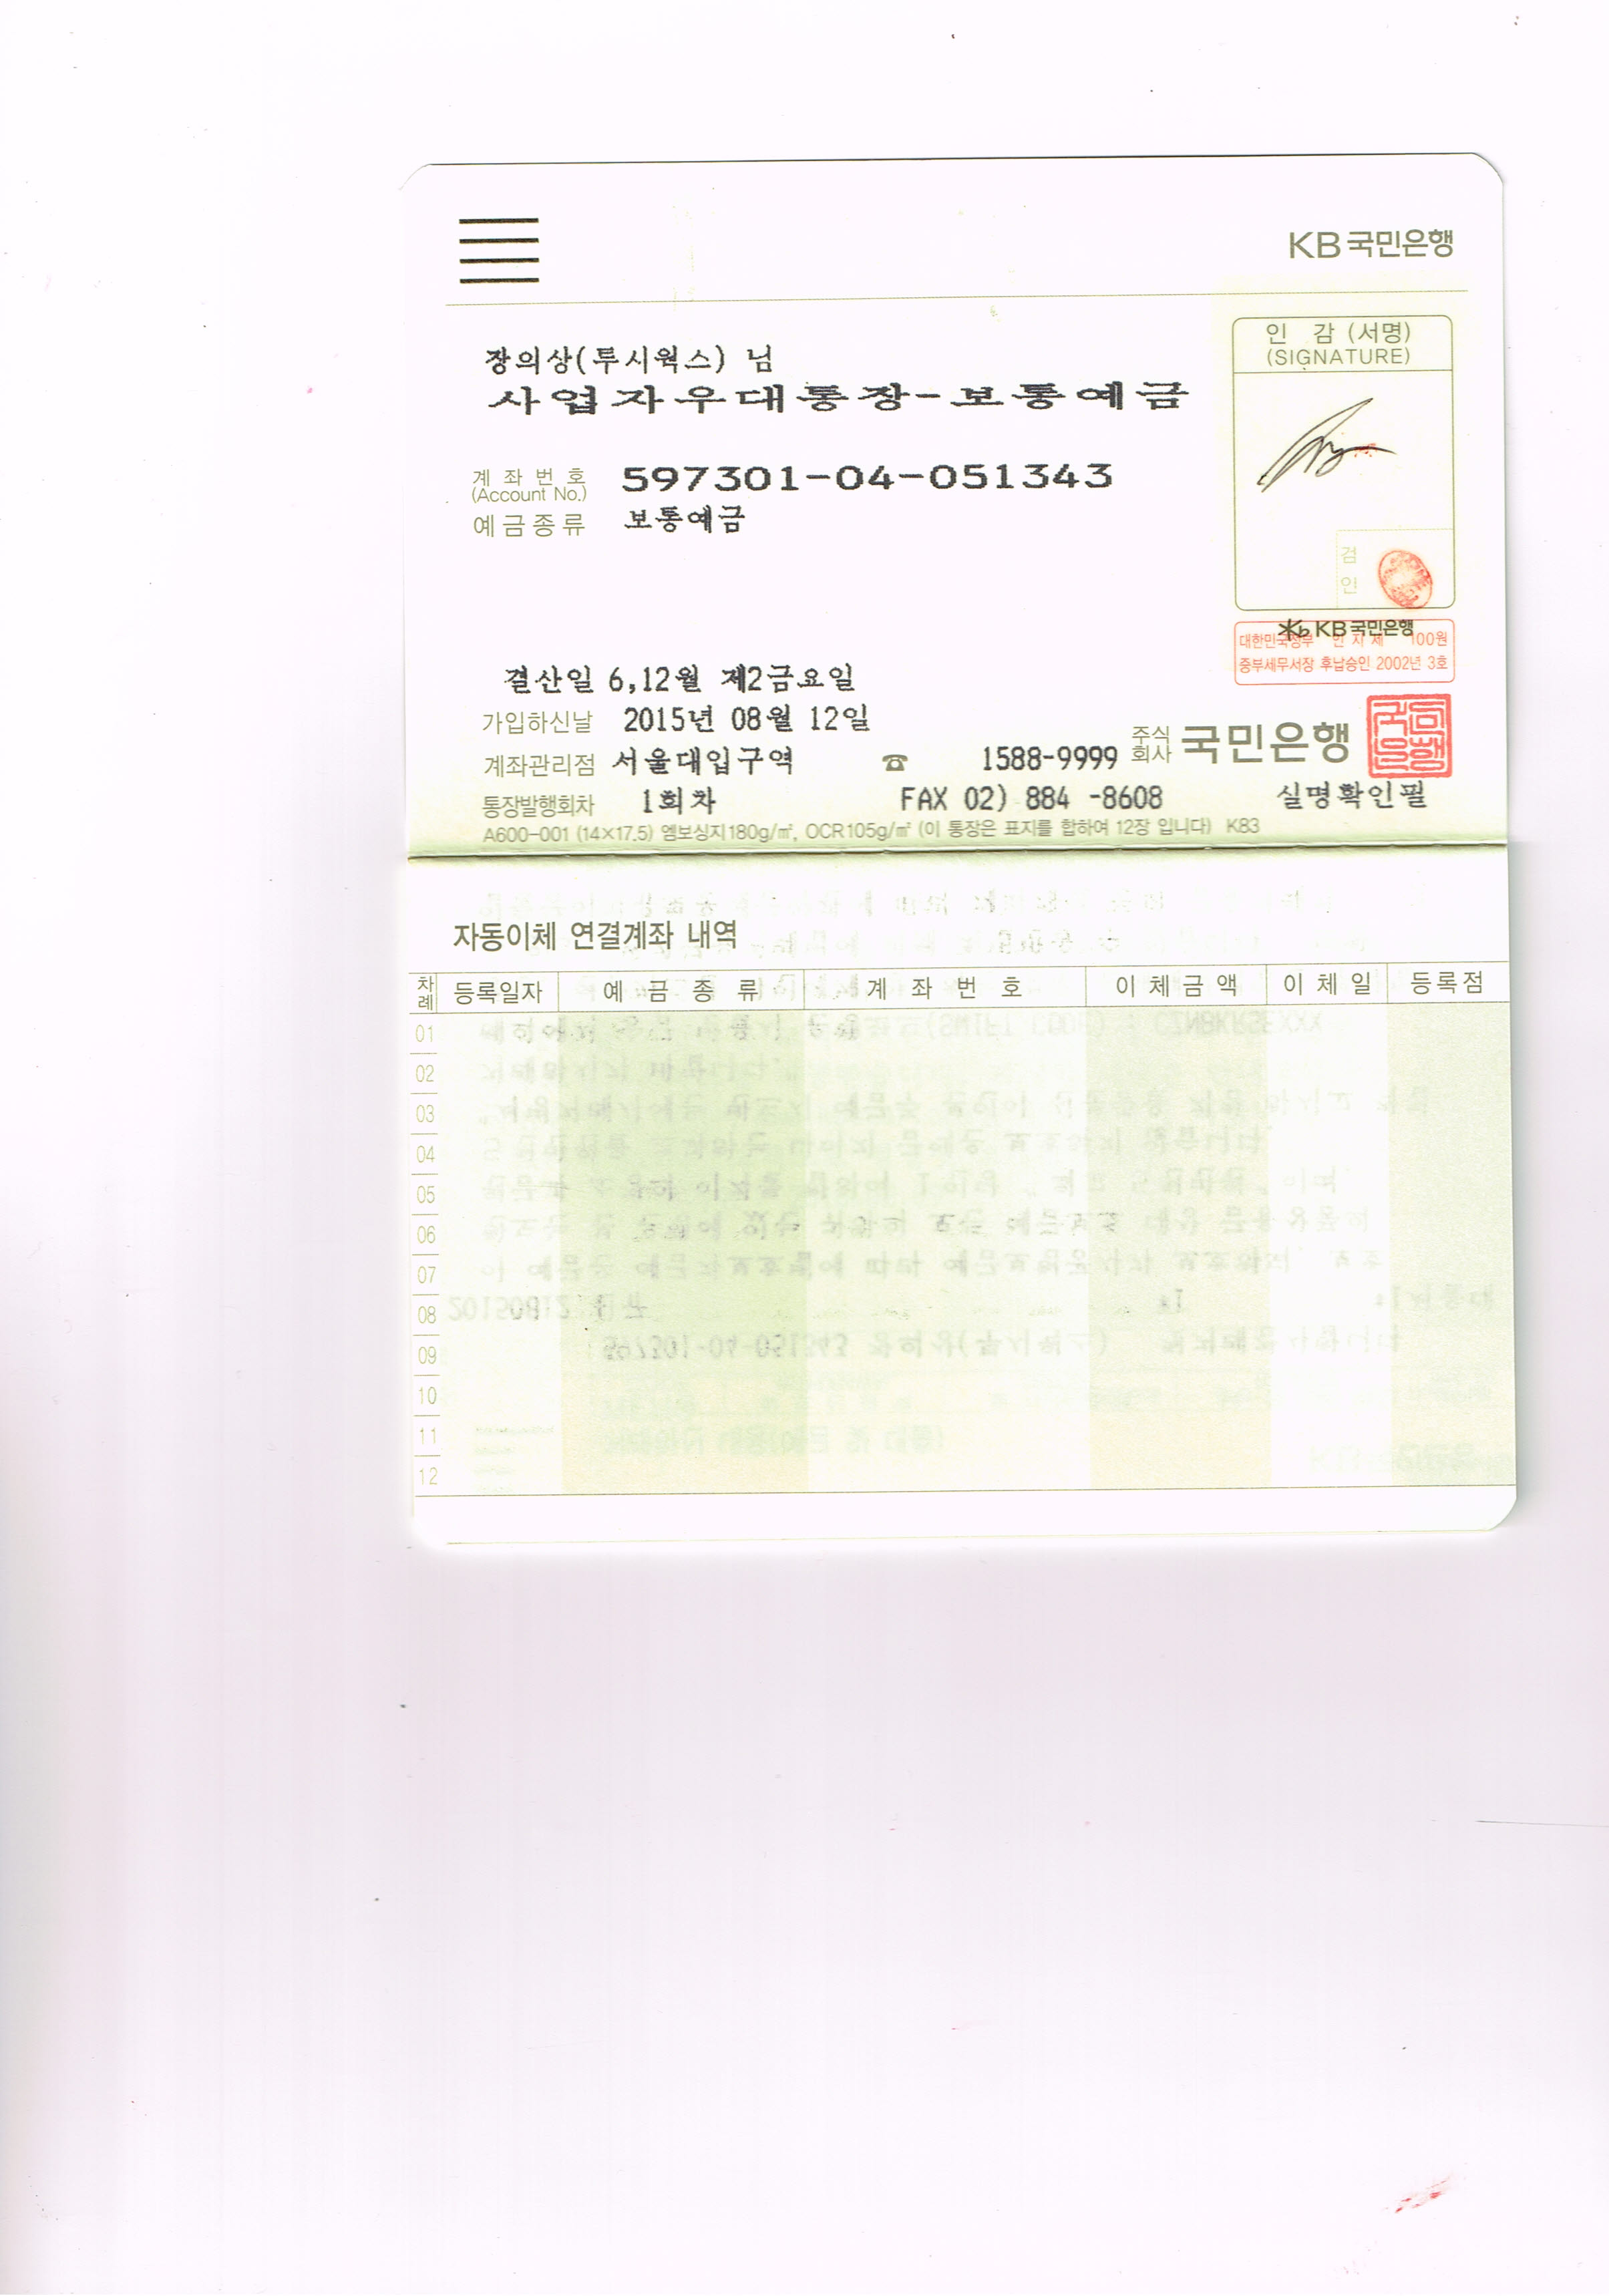 KB국민은행
장의상(투시웍스) 님
사업자우대통장-보통예금
인 감 (서명)
(SIGNATURE)
계 좌 번 호
(Account No.)
597301-04-051343
예금종류 보통예금
검
인
KB국민은행
대한민국정부 인지세 100원
중부세무서장 후납승인 2002년 3호
결산일 6,12월 제2금요일
가입하신날 2015년 08월 12일
계좌관리점 서울대입구역 ☎ 1588-9999
주식
회사
국민은행
통장발행회차 1회차 FAX 02) 884 -8608 실명확인필
A600-001 (14×17.5) 엠보싱지180g/㎡, OCR105g/㎡ (이 통장은 표지를 합하여 12장 입니다) K83
자동이체 연결계좌 내역
차례 등록일자 예 금 종 류 계 좌 번 호 이 체 금 액 이 체 일 등록점
01
02
03
04
05
06
07
08
09
10
11
12